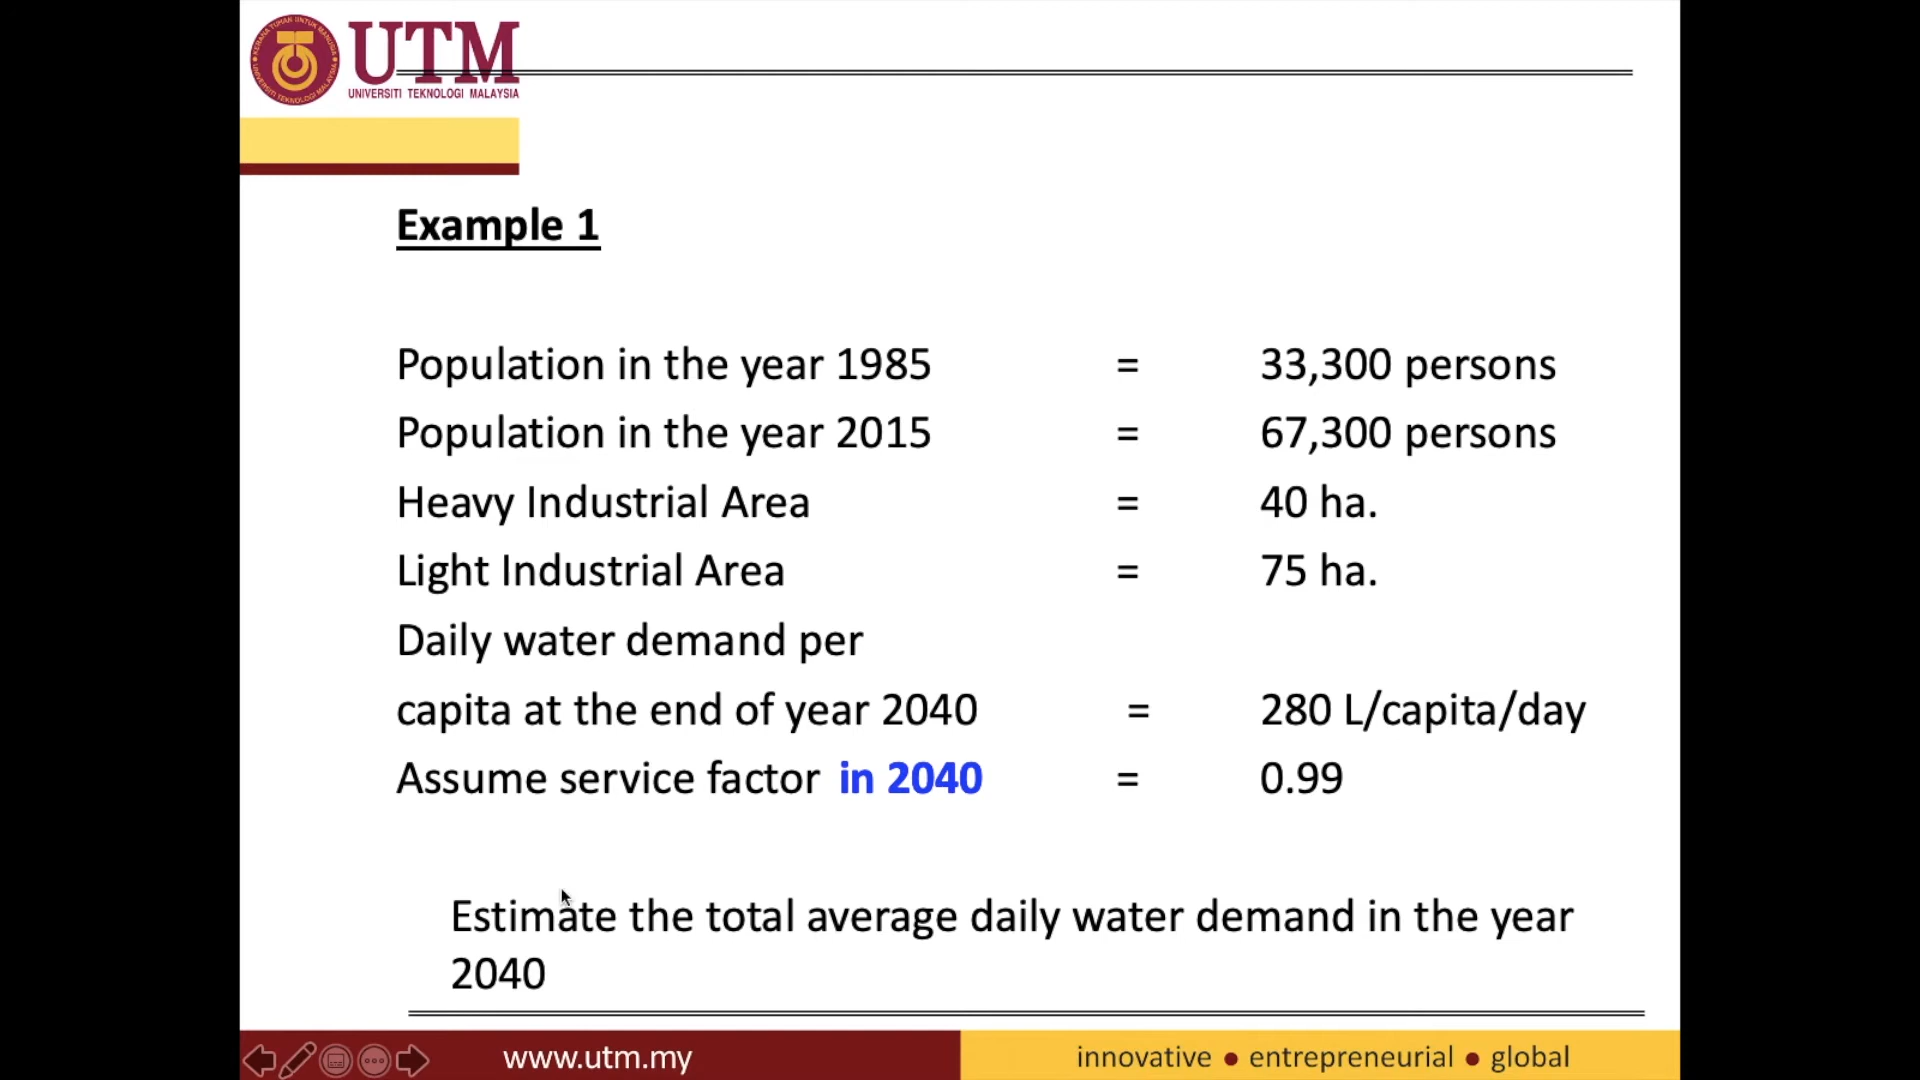 UTM
UNIVERSITI TEKNOLOGI MALAYSIA
Example 1
Population in the year 1985 = 33,300 persons
Population in the year 2015 = 67,300 persons
Heavy Industrial Area = 40 ha.
Light Industrial Area = 75 ha.
Daily water demand per
capita at the end of year 2040 = 280 L/capita/day
Assume service factor in 2040 = 0.99
Estimate the total average daily water demand in the year
2040
www.utm.my
innovative ● entrepreneurial ● global